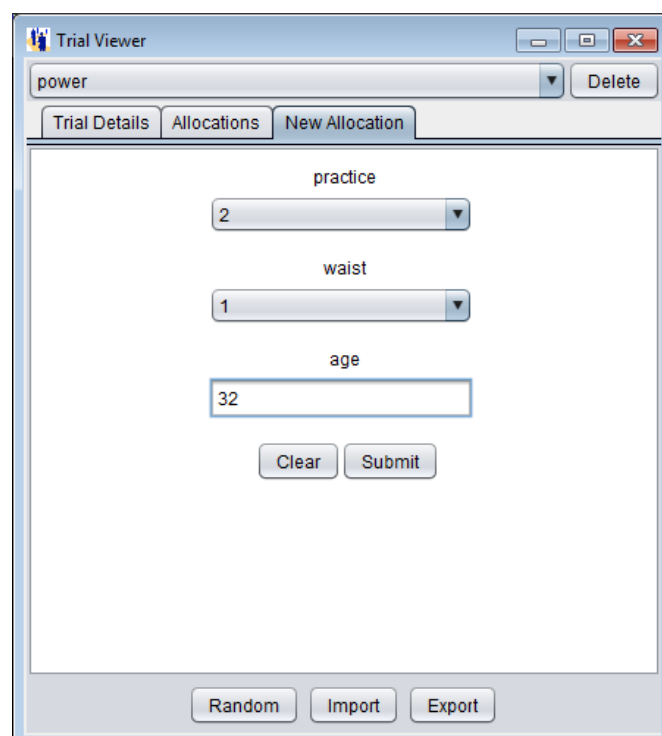 Trial Viewer
power Delete
Trial Details Allocations New Allocation
practice
2
waist
1
age
32
Clear Submit
Random Import Export